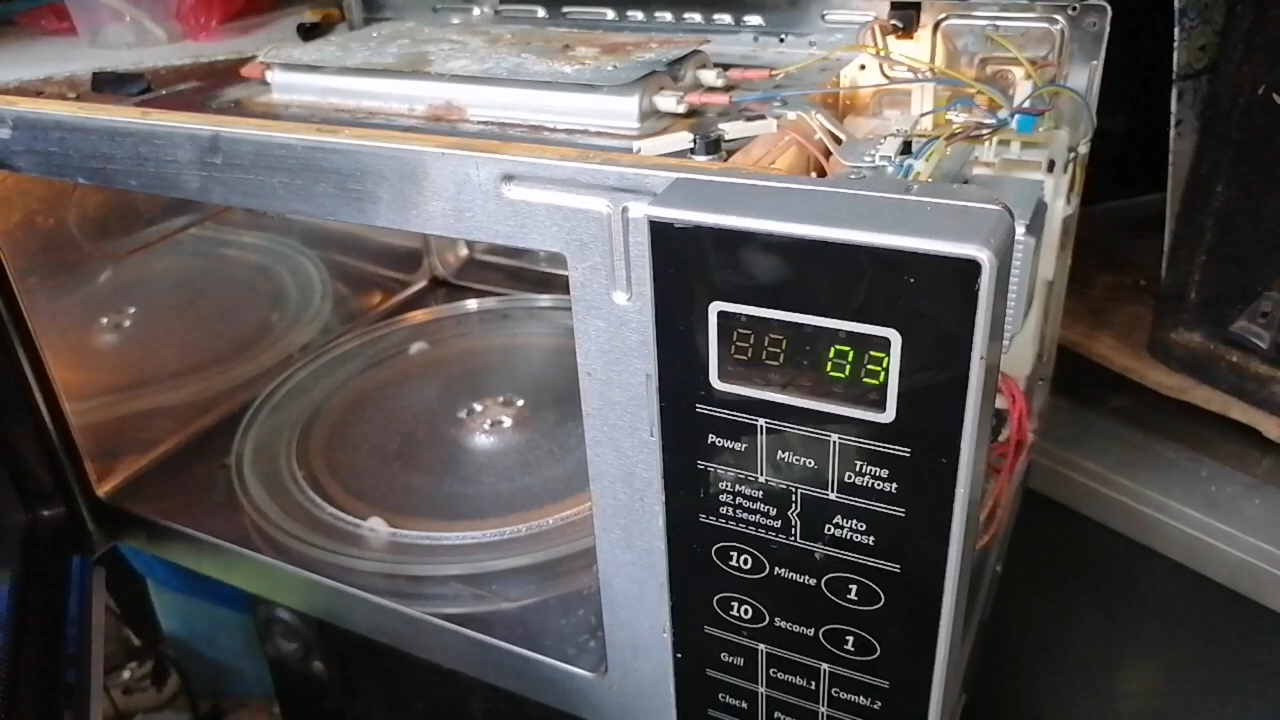 88 83
Power
Micro.
Time
Defrost
d1.Meat
d2.Poultry
d3.Seafood
Auto
Defrost
10 Minute 1
10 Second 1
Grill
Combi.1
Combi.2
Clock